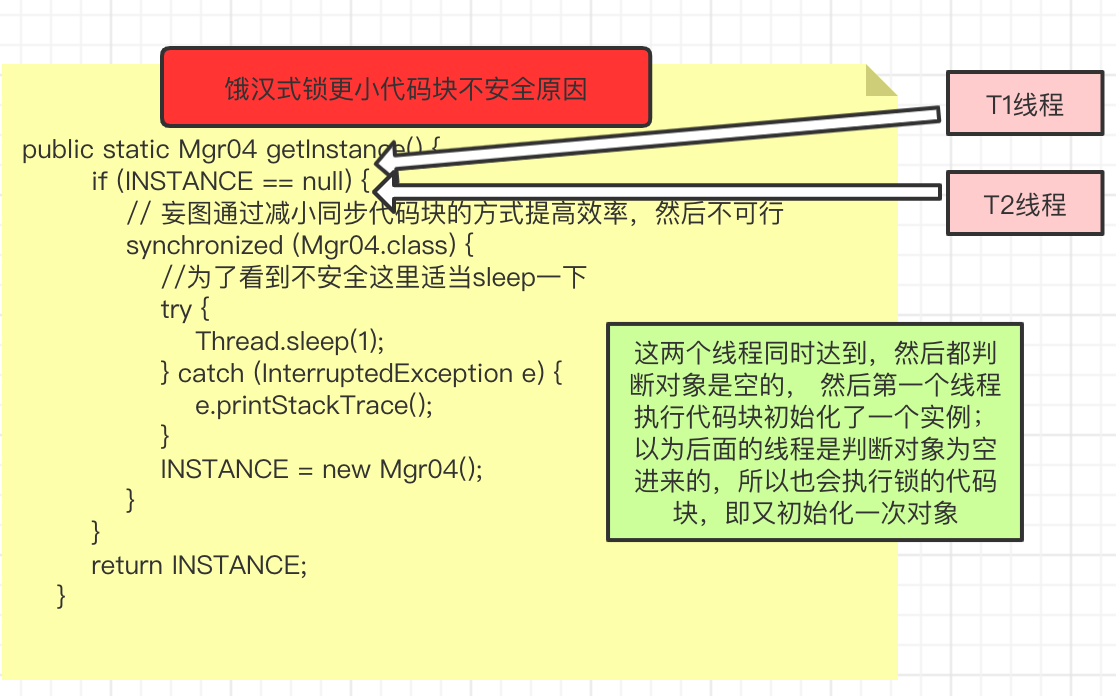 饿汉式锁更小代码块不安全原因
T1线程
public static Mgr04 getInstance() {
if (INSTANCE == null) {
T2线程
// 妄图通过减小同步代码块的方式提高效率，然后不可行
synchronized (Mgr04.class) {
//为了看到不安全这里适当sleep一下
try {
Thread.sleep(1);
} catch (InterruptedException e) {
e.printStackTrace();
}
INSTANCE = new Mgr04();
}
}
return INSTANCE;
}
这两个线程同时达到，然后都判
断对象是空的， 然后第一个线程
执行代码块初始化了一个实例；
以为后面的线程是判断对象为空
进来的，所以也会执行锁的代码
块，即又初始化一次对象